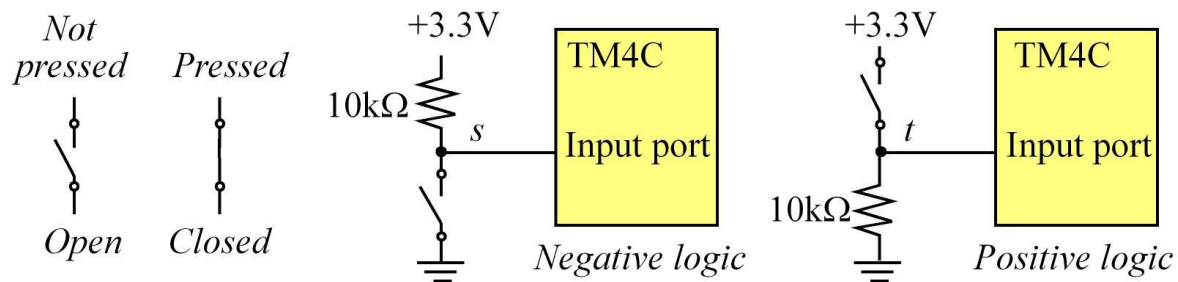 Not
pressed
Pressed
Open
Closed
+3.3V
10kΩ
s
TM4C
Input port
Negative logic
+3.3V
t
10kΩ
TM4C
Input port
Positive logic